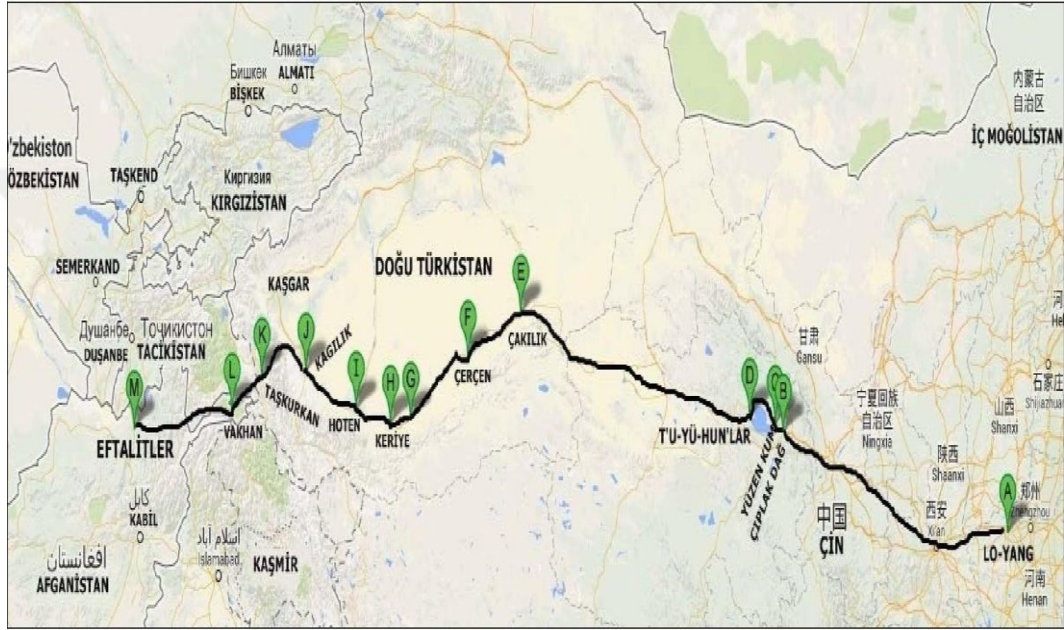 Алматы
ALMATI
Бишкек
BİŞKEK
内蒙古
自治区
İÇ MOĞOLİSTAN
'zbekiston
ÖZBEKİSTAN
TAŞKEND
Киргизия
KIRGIZİSTAN
SEMERKAND
KAŞGAR
DOĞU TÜRKİSTAN
E
F
ÇAKILIK
ÇERÇEN
Душанбе
DUŞANBE
Тоҷикистон
TACİKİSTAN
K
J
KAGILIK
I
H
G
L
M
TAŞKURKAN
VAKHAN
HOTEN
KERİYE
EFTALİTLER
甘肃
Gansu
D
C
B
T'U-YÜ-HUN'LAR
YÜZEN KUM
ÇIPLAK DAĞ
宁夏回族
自治区
Ningxia
石家庄
Shijiazhuang
山西
Shanxi
陕西
Shaanxi
西安
Xi'an
A
郑州
Zhengzhou
LO-YANG
中国
ÇİN
河南
Henan
کابل
KABİL
اسلام آباد
Islamabad
KAŞMİR
افغانستان
AFGANİSTAN